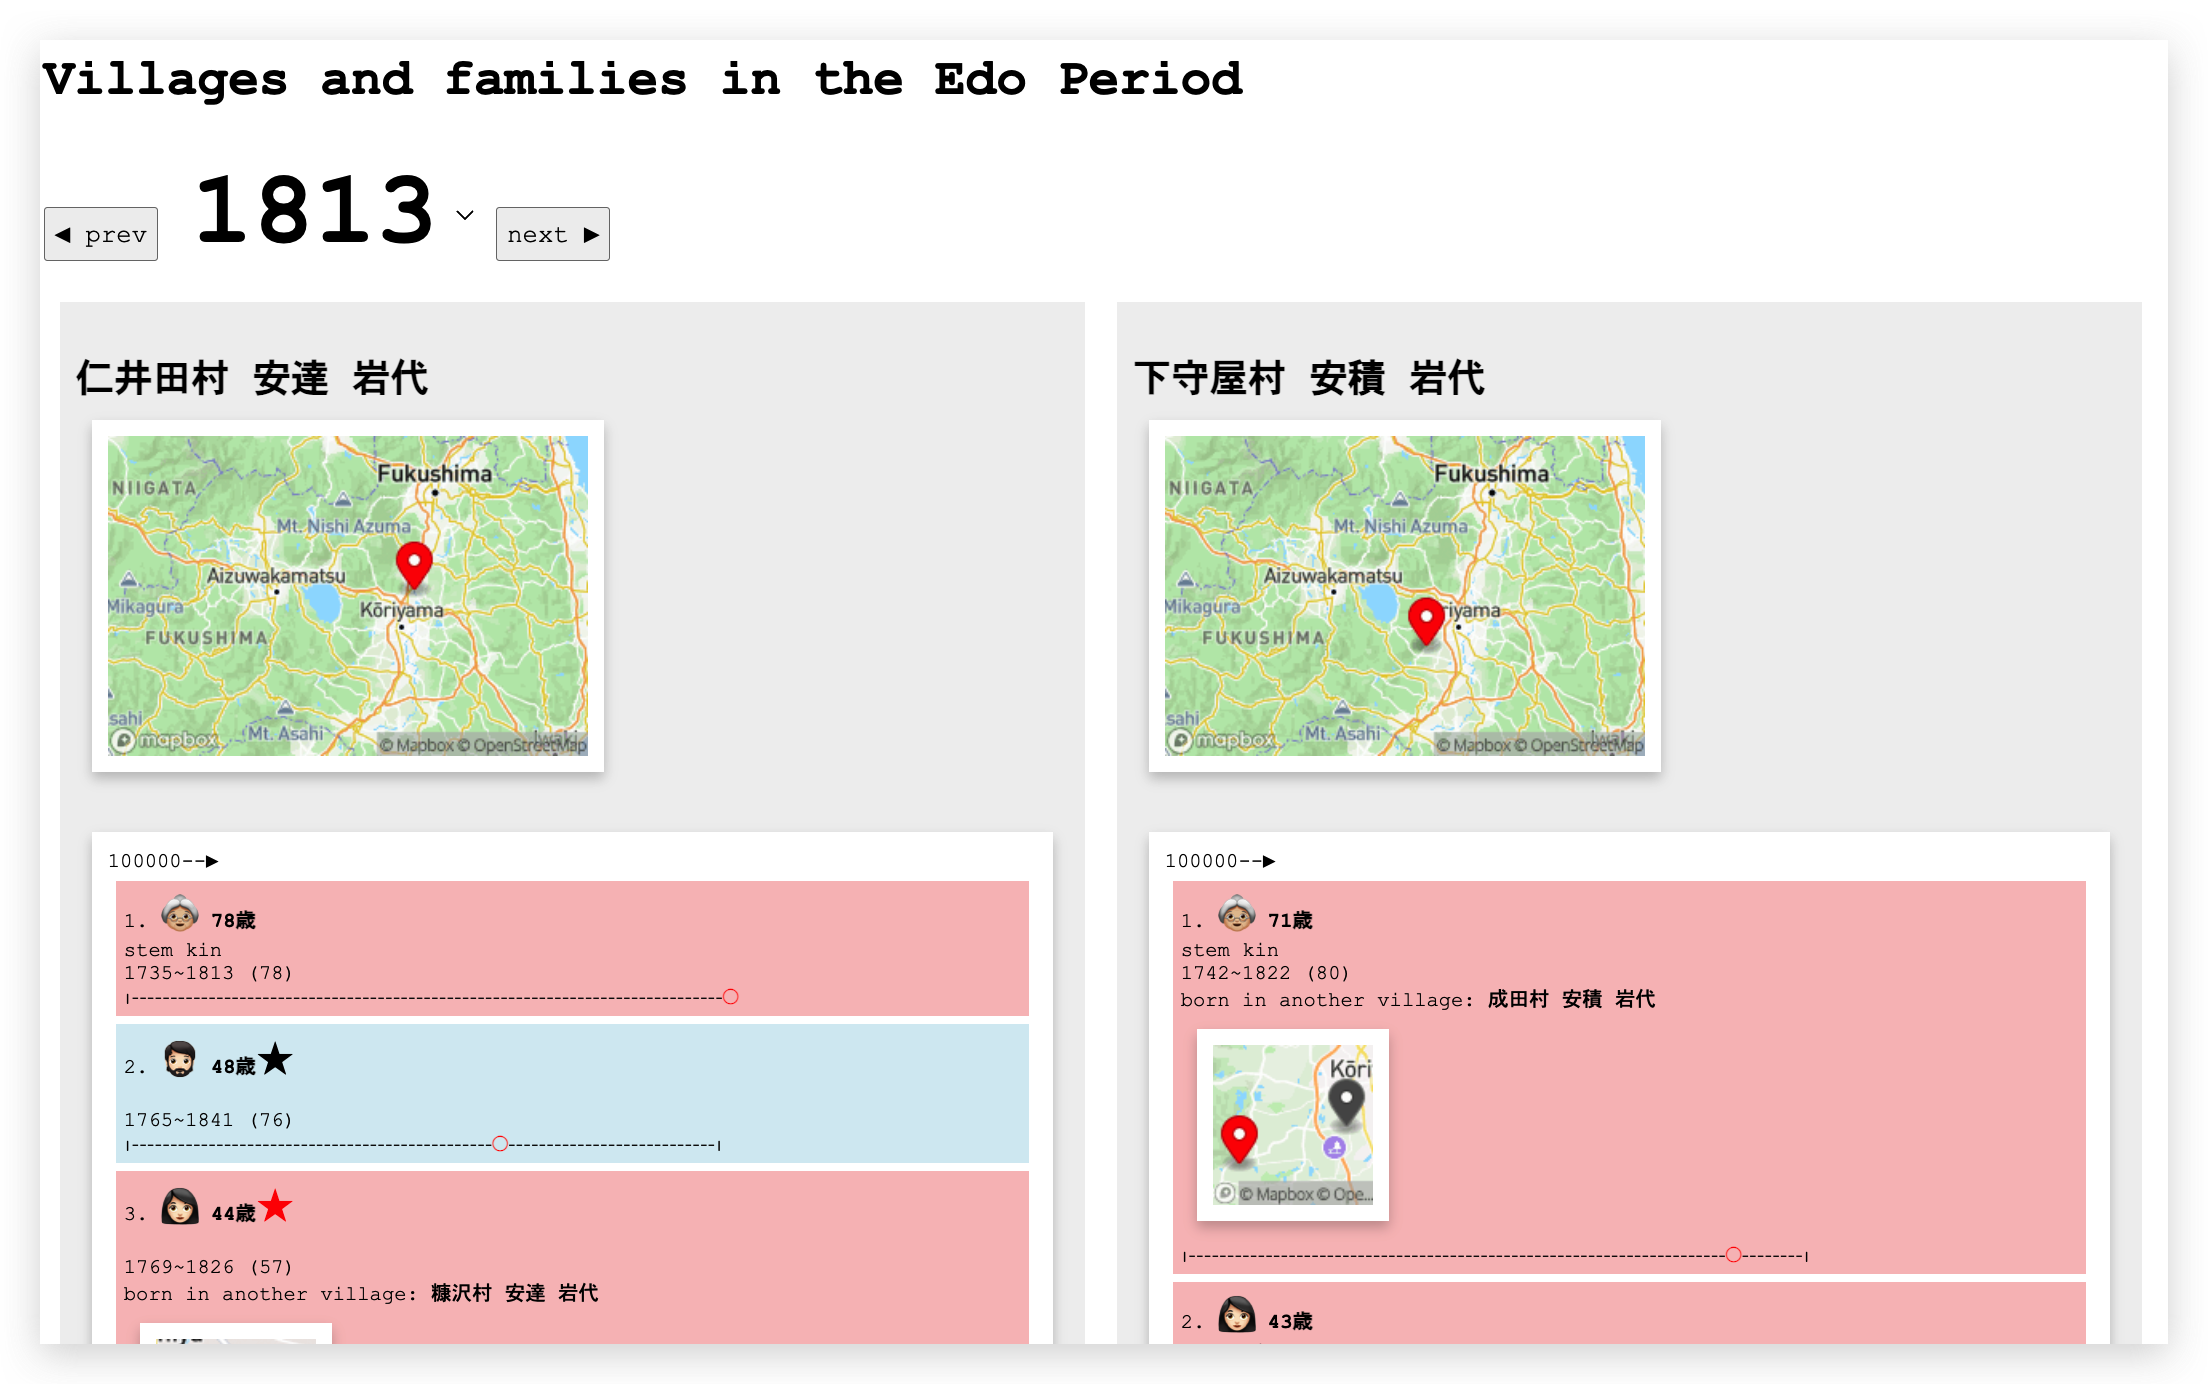 Villages and families in the Edo Period
◀ prev 1813 next ▶
仁井田村 安達 岩代
Fukushima
NIIGATA
Mt. Nishi Azuma
Aizuwakamatsu
Mikagura
Kōriyama
FUKUSHIMA
sahi
Mt. Asahi
Iwaki
mapbox
© Mapbox © OpenStreetMap
100000--▶
1. 78歳
stem kin
1735~1813 (78)
2. 48歳★
1765~1841 (76)
3. 44歳★
1769~1826 (57)
born in another village: 糠沢村 安達 岩代
下守屋村 安積 岩代
Fukushima
NIIGATA
Mt. Nishi Azuma
Aizuwakamatsu
Mikagura
riyama
FUKUSHIMA
sahi
Mt. Asahi
Iwaki
mapbox
© Mapbox © OpenStreetMap
100000--▶
1. 71歳
stem kin
1742~1822 (80)
born in another village: 成田村 安積 岩代
Kōri
© Mapbox © Ope...
2. 43歳